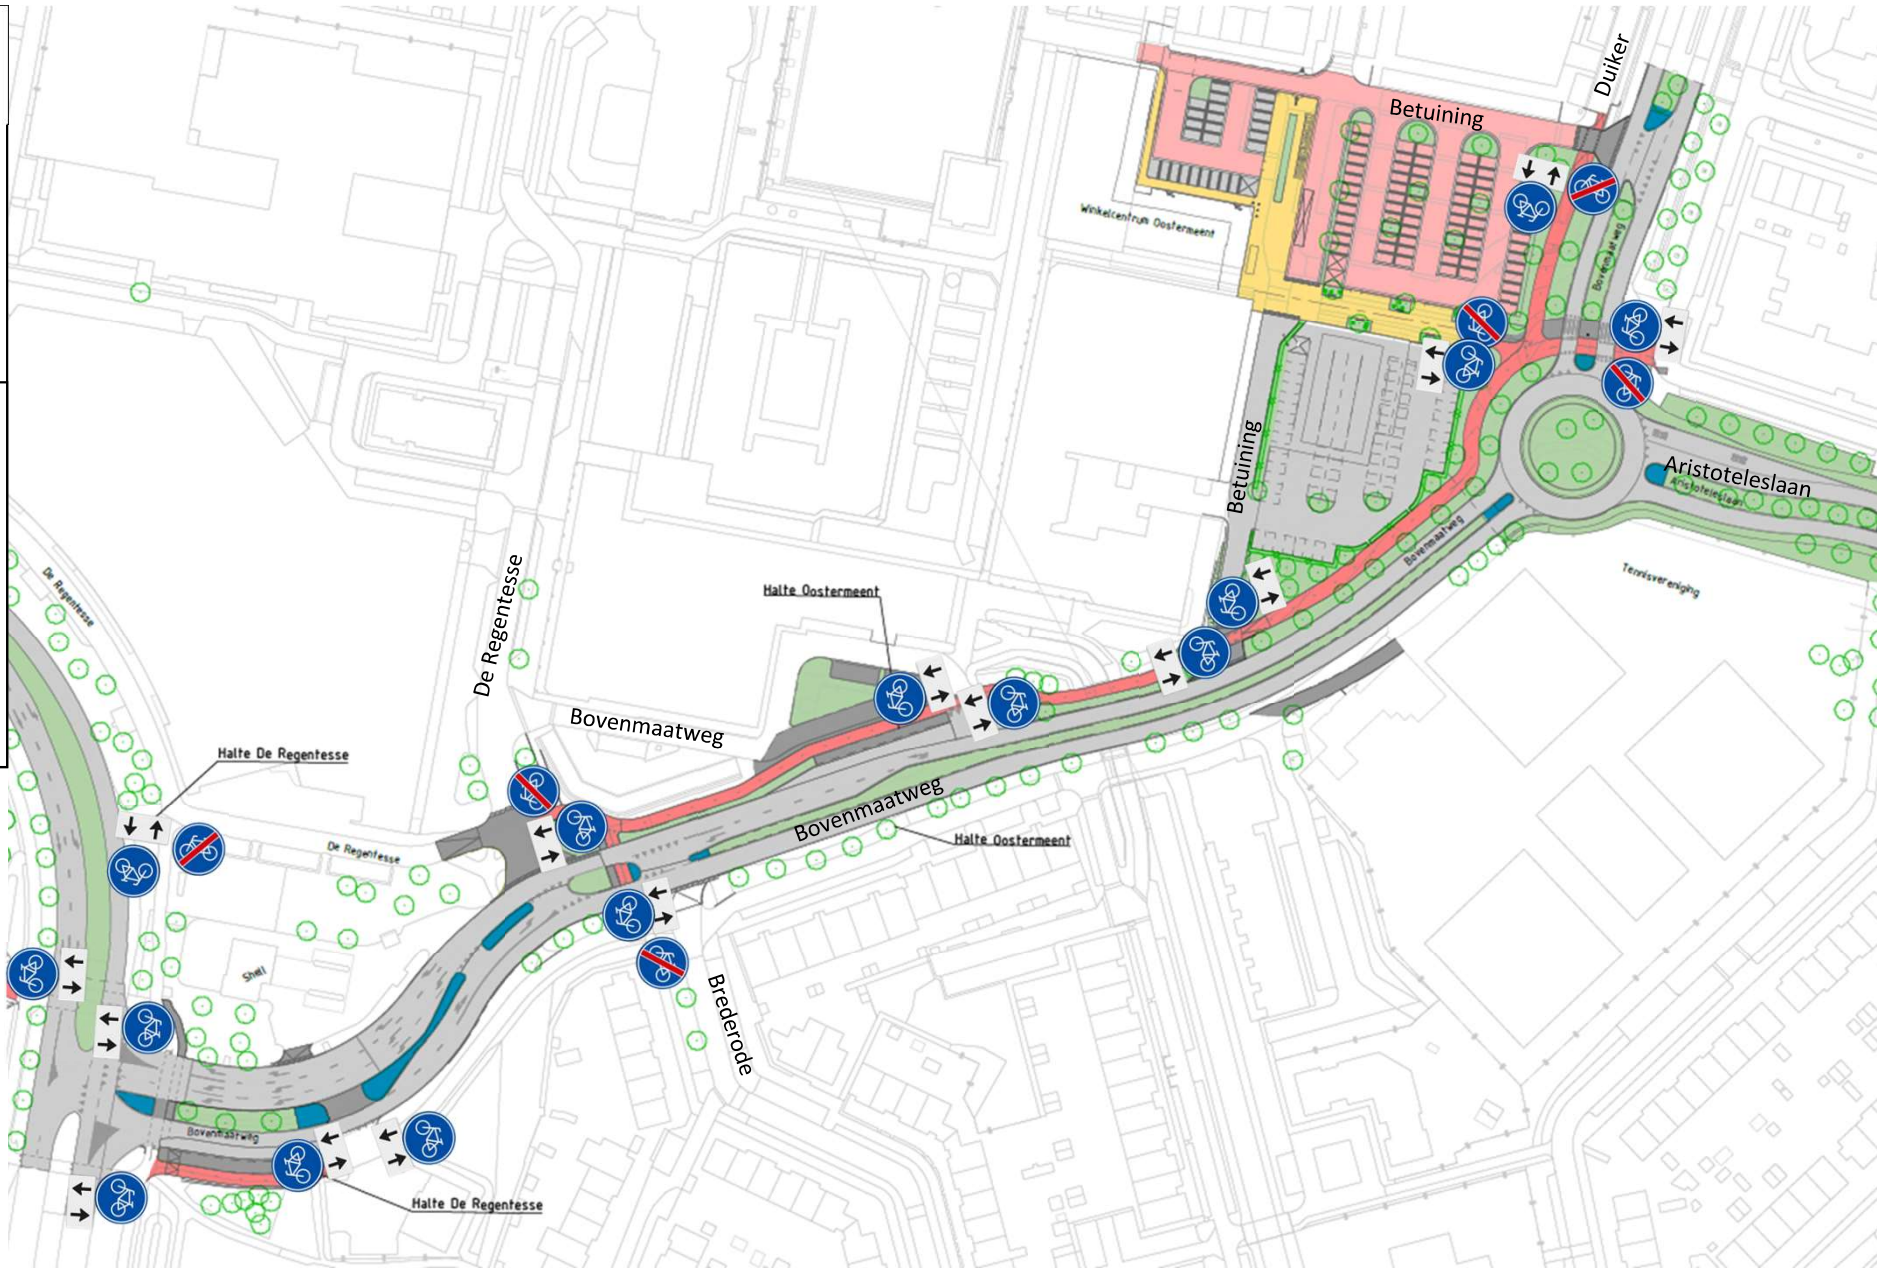 Duiker
Betuining
Winkelcentrum Oostermeent
Bovenmaatweg
Betuining
Aristoteleslaan
Aristoteleslaan
Bovenmaatweg
Tennisvereniging
De Regentesse
De Regentesse
Halte Oostermeent
Bovenmaatweg
Halte De Regentesse
Bovenmaatweg
Halte Oostermeent
De Regentesse
Shell
Brederode
Bovenmaatweg
Halte De Regentesse